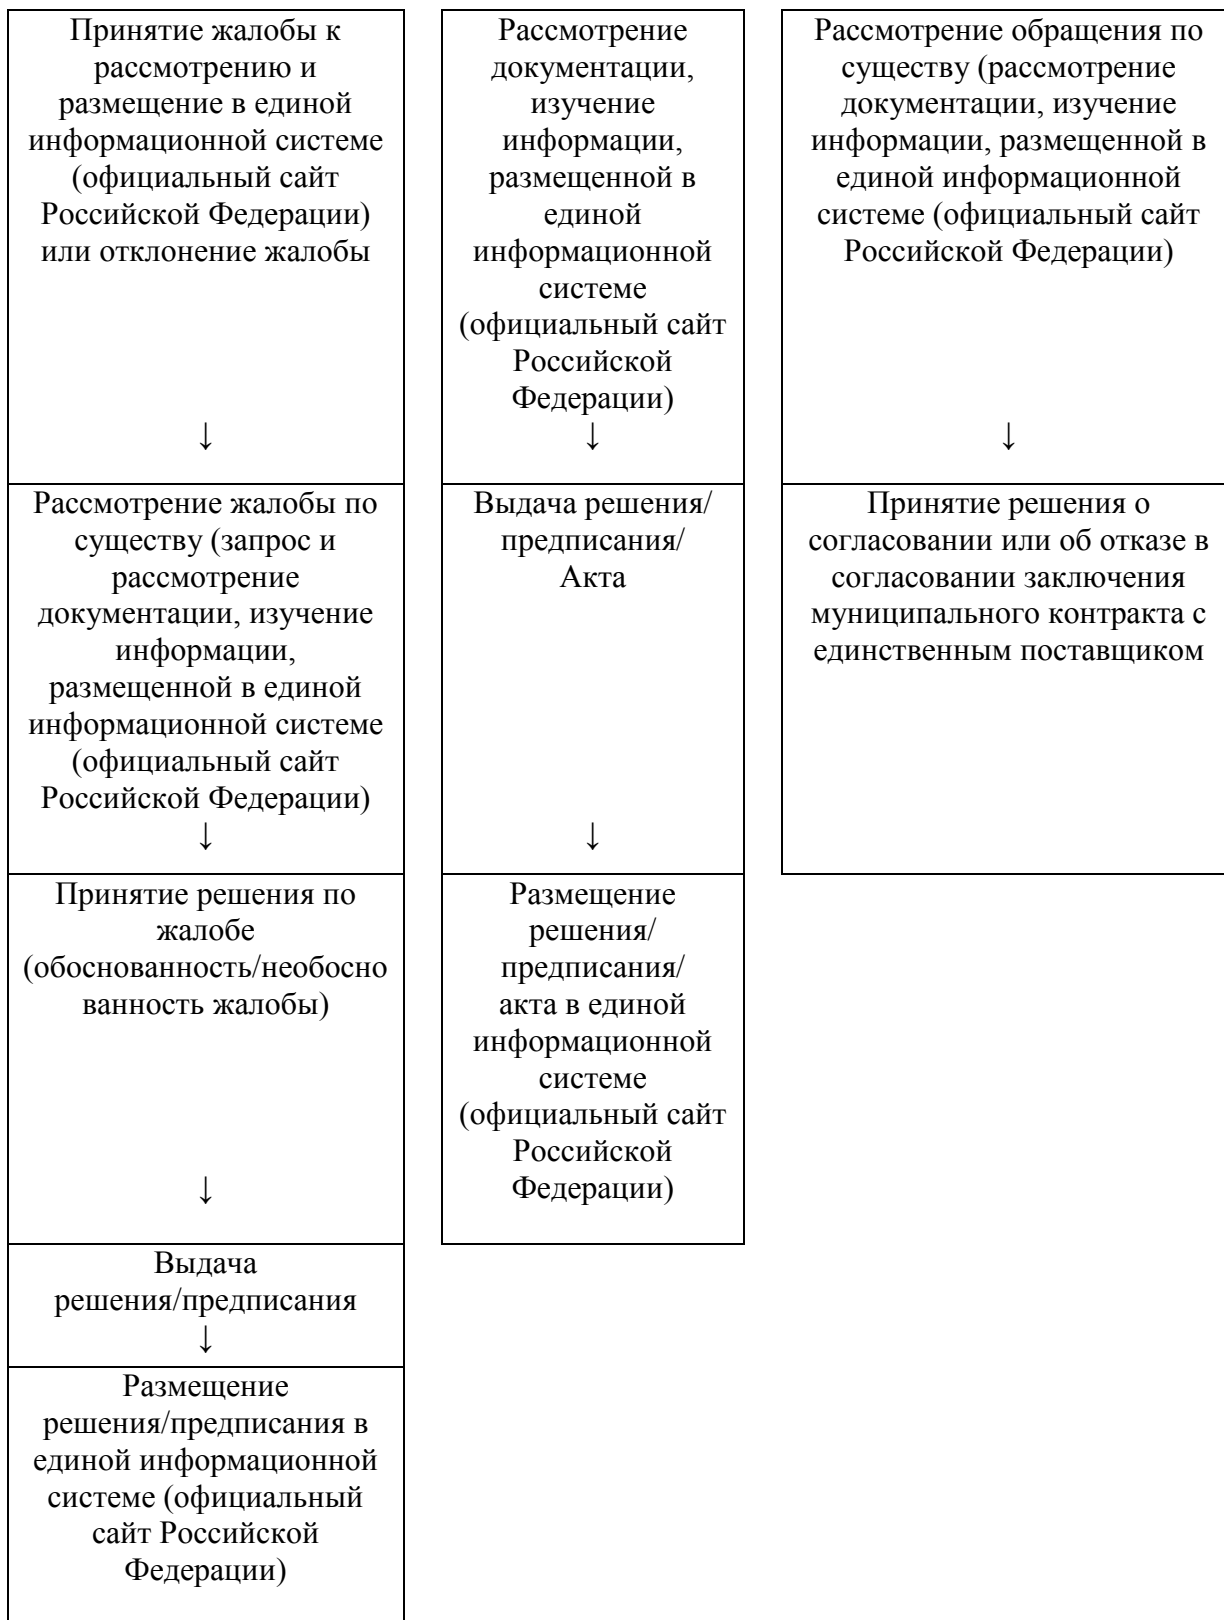 Принятие жалобы к
рассмотрению и
размещение в единой
информационной системе
(официальный сайт
Российской Федерации)
или отклонение жалобы
↓
Рассмотрение жалобы по
существу (запрос и
рассмотрение
документации, изучение
информации,
размещенной в единой
информационной системе
(официальный сайт
Российской Федерации)
↓
Принятие решения по
жалобе
(обоснованность/необосно
ванность жалобы)
↓
Выдача
решения/предписания
↓
Размещение
решения/предписания в
единой информационной
системе (официальный
сайт Российской
Федерации)
Рассмотрение
документации,
изучение
информации,
размещенной в
единой
информационной
системе
(официальный сайт
Российской
Федерации)
↓
Выдача решения/
предписания/
Акта
↓
Размещение
решения/
предписания/
акта в единой
информационной
системе
(официальный сайт
Российской
Федерации)
Рассмотрение обращения по
существу (рассмотрение
документации, изучение
информации, размещенной в
единой информационной
системе (официальный сайт
Российской Федерации)
↓
Принятие решения о
согласовании или об отказе в
согласовании заключения
муниципального контракта с
единственным поставщиком